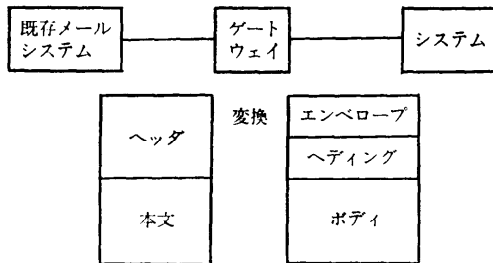 既存メール
システム
ゲート
ウェイ
システム
ヘッダ
本文
変換
エンベロープ
ヘディング
ボディ